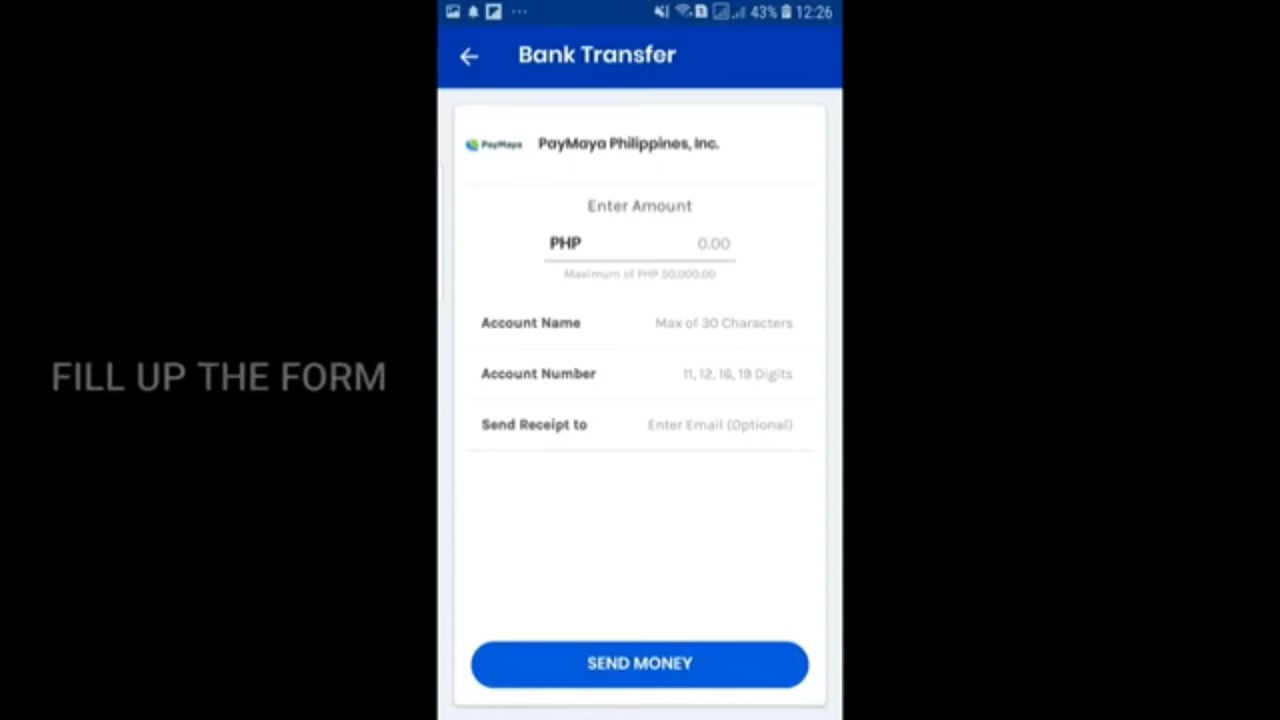 43% 12:26
Bank Transfer
PayMaya PayMaya Philippines, Inc.
Enter Amount
PHP 0.00
Maximum of PHP 50,000.00
Account Name Max of 30 Characters
FILL UP THE FORM
Account Number 11, 12, 16, 19 Digits
Send Receipt to Enter Email (Optional)
SEND MONEY